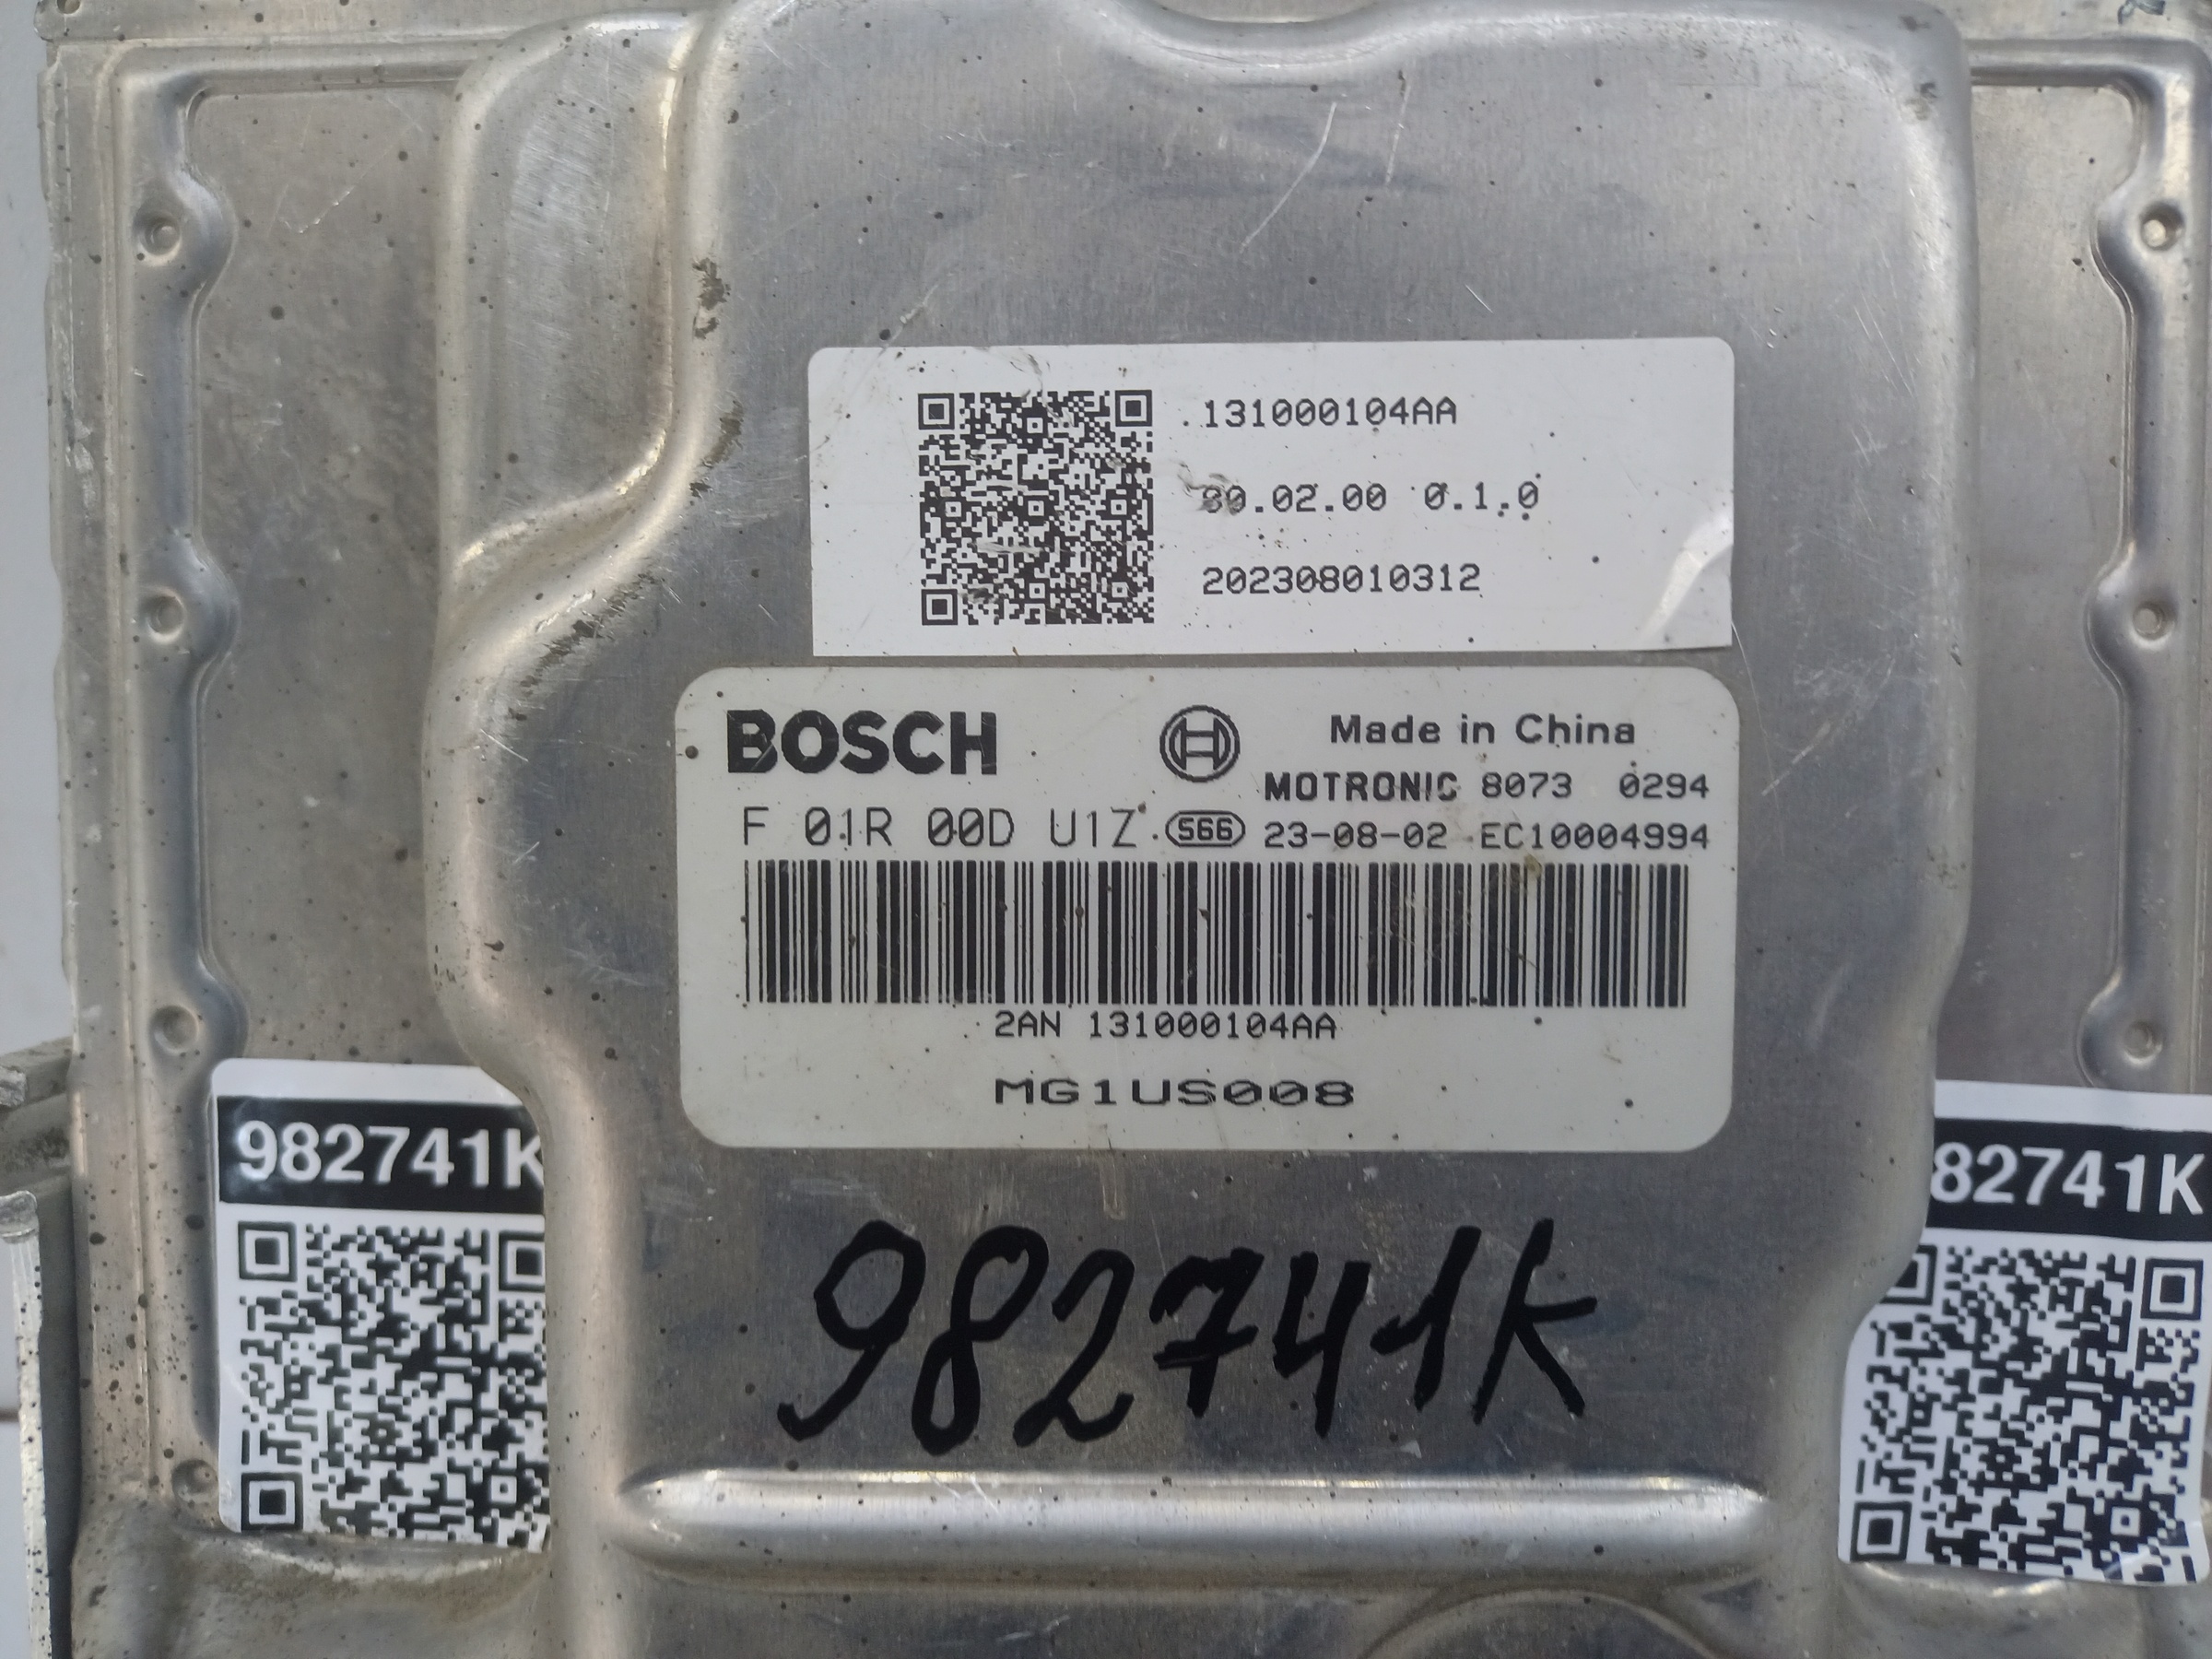 131000104AA
80.02.00 0.1.0
202308010312
BOSCH
Made in China
MOTRONIC 8073 0294
F 01R 00D U1Z S66 23-08-02 EC10004994
2AN 131000104AA
MG1US008
982741K
82741K
982741K